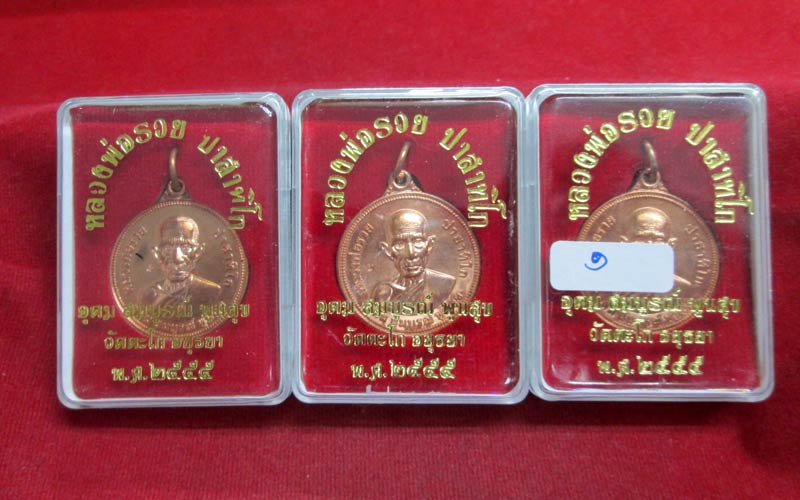 หลวงพ่อรวย ปาสาทิโก
อุดม สมบูรณ์ พูนสุข
วัดตะโก อยุธยา
พ.ศ.๒๕๕๕
หลวงพ่อรวย ปาสาทิโก
อุดม สมบูรณ์ พูนสุข
วัดตะโก อยุธยา
พ.ศ.๒๕๕๕
หลวงพ่อรวย ปาสาทิโก
๑
อุดม สมบูรณ์ พูนสุข
วัดตะโก อยุธยา
พ.ศ.๒๕๕๕